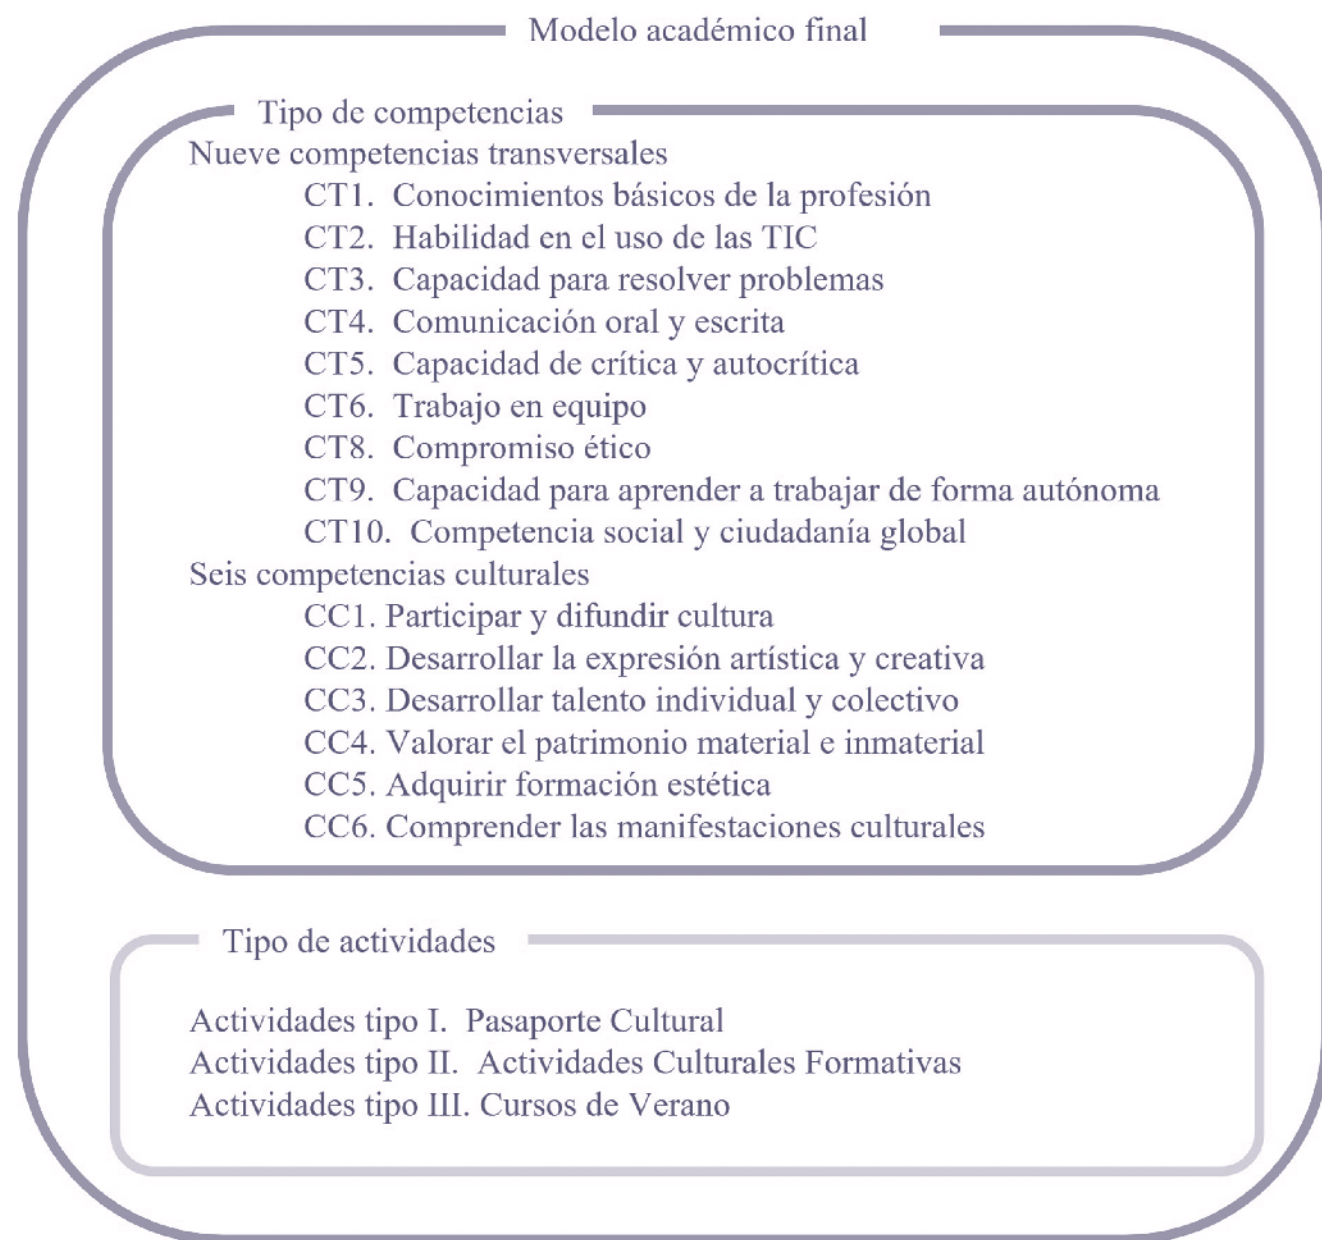 Modelo académico final
Tipo de competencias
Nueve competencias transversales
CT1. Conocimientos básicos de la profesión
CT2. Habilidad en el uso de las TIC
CT3. Capacidad para resolver problemas
CT4. Comunicación oral y escrita
CT5. Capacidad de crítica y autocrítica
CT6. Trabajo en equipo
CT8. Compromiso ético
CT9. Capacidad para aprender a trabajar de forma autónoma
CT10. Competencia social y ciudadanía global
Seis competencias culturales
CC1. Participar y difundir cultura
CC2. Desarrollar la expresión artística y creativa
CC3. Desarrollar talento individual y colectivo
CC4. Valorar el patrimonio material e inmaterial
CC5. Adquirir formación estética
CC6. Comprender las manifestaciones culturales
Tipo de actividades
Actividades tipo I. Pasaporte Cultural
Actividades tipo II. Actividades Culturales Formativas
Actividades tipo III. Cursos de Verano